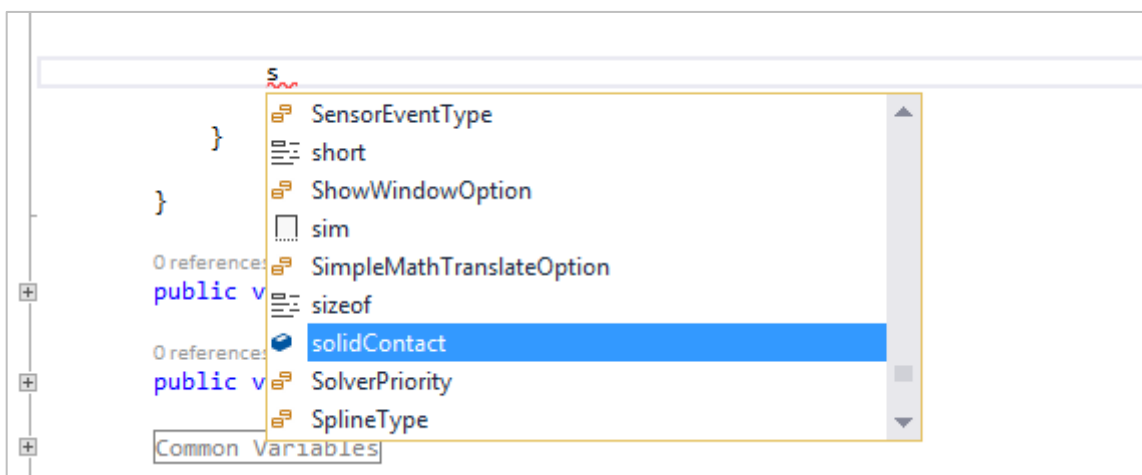 s
SensorEventType
}
short
ShowWindowOption
}
sim
0 references
SimpleMathTranslateOption
public v
sizeof
0 references
solidContact
public v
SolverPriority
SplineType
Common Variables